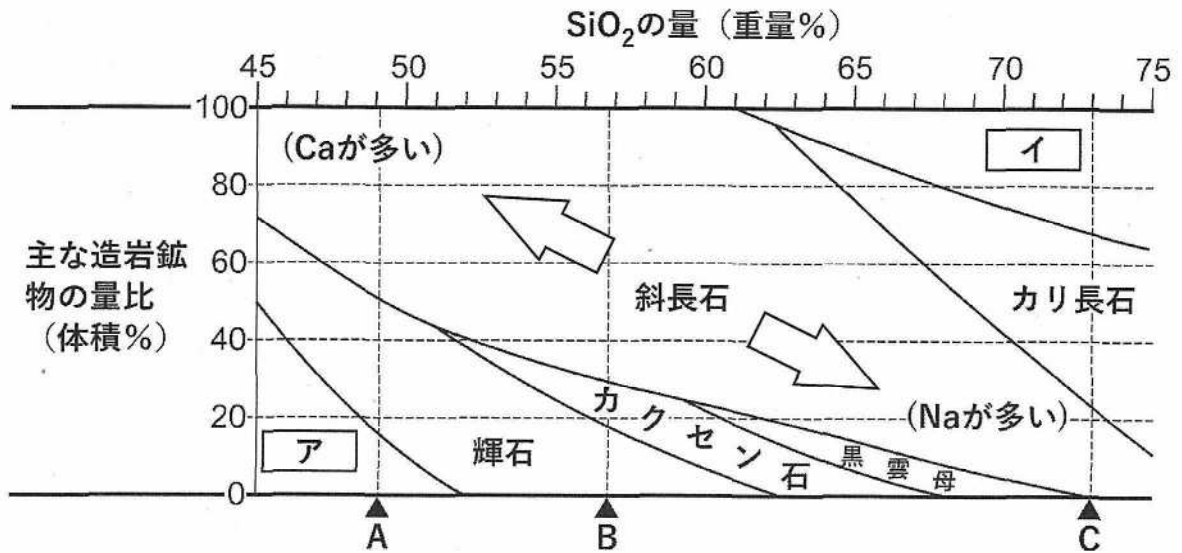 SiO₂の量（重量%）
45 50 55 60 65 70 75
100
80
60
40
20
0
主な造岩鉱
物の量比
（体積%）
(Caが多い)
イ
斜長石
カリ長石
(Naが多い)
カクセン石
黒雲母
ア
輝石
A B C